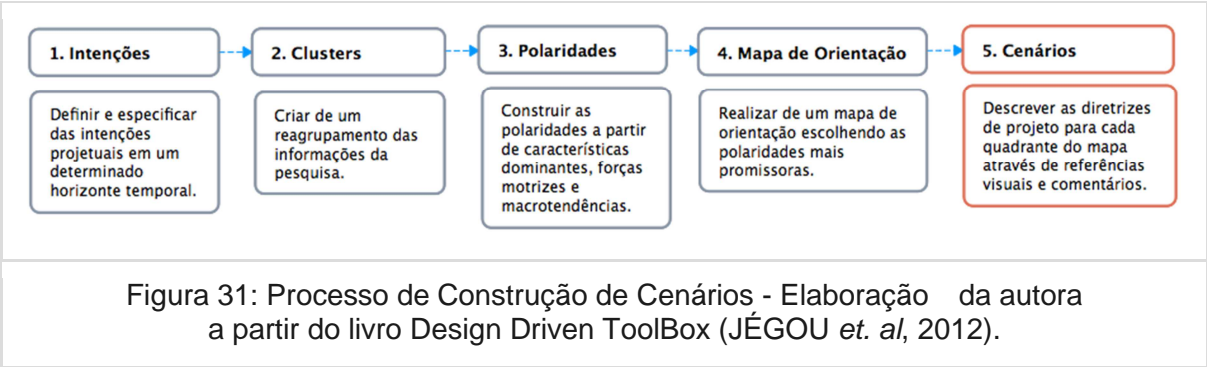 1. Intenções
Definir e especificar
das intenções
projetuais em um
determinado
horizonte temporal.
2. Clusters
Criar de um
reagrupamento das
informações da
pesquisa.
3. Polaridades
Construir as
polaridades a partir
de características
dominantes, forças
motrizes e
macrotendências.
4. Mapa de Orientação
Realizar de um mapa de
orientação escolhendo as
polaridades mais
promissoras.
5. Cenários
Descrever as diretrizes
de projeto para cada
quadrante do mapa
através de referências
visuais e comentários.
Figura 31: Processo de Construção de Cenários - Elaboração da autora
a partir do livro Design Driven ToolBox (JÉGOU et. al, 2012).